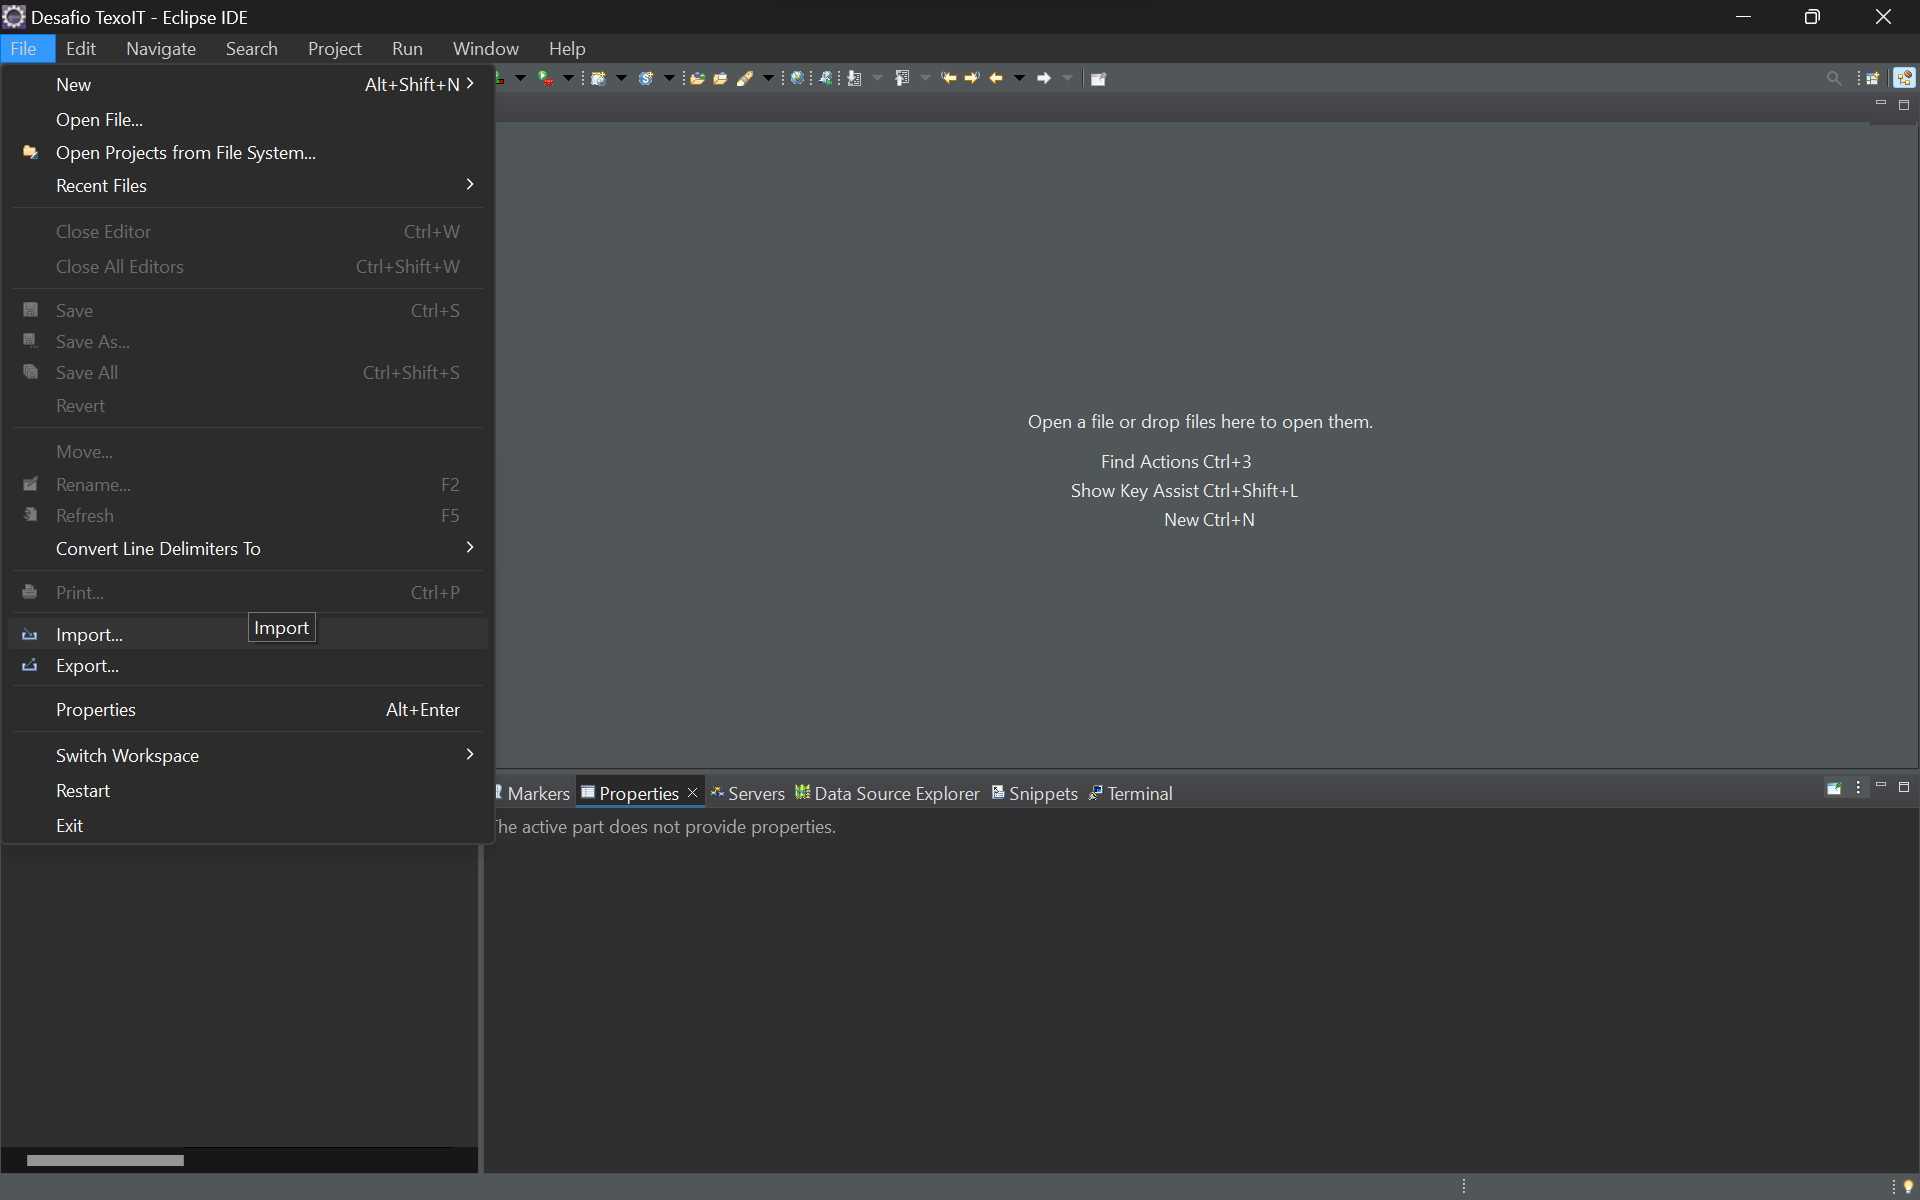 Desafio TexoIT - Eclipse IDE
File Edit Navigate Search Project Run Window Help
New Alt+Shift+N
Open File...
Open Projects from File System...
Recent Files
Close Editor Ctrl+W
Close All Editors Ctrl+Shift+W
Save Ctrl+S
Save As...
Save All Ctrl+Shift+S
Revert
Move...
Rename... F2
Refresh F5
Convert Line Delimiters To
Print... Ctrl+P
Import...
Import
Export...
Properties Alt+Enter
Switch Workspace
Restart
Exit
Open a file or drop files here to open them.
Find Actions Ctrl+3
Show Key Assist Ctrl+Shift+L
New Ctrl+N
Markers Properties Servers Data Source Explorer Snippets Terminal
The active part does not provide properties.